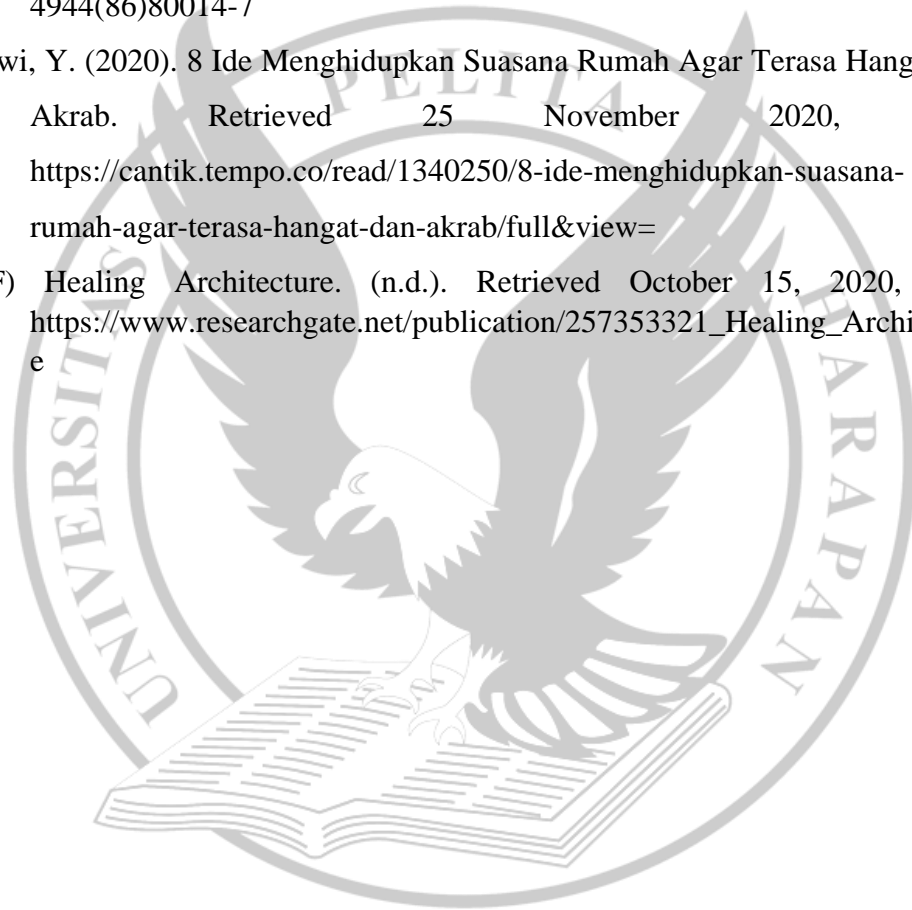 4944(86)80014-7
wi, Y. (2020). 8 Ide Menghidupkan Suasana Rumah Agar Terasa Hang
Akrab. Retrieved 25 November 2020,
https://cantik.tempo.co/read/1340250/8-ide-menghidupkan-suasana-
rumah-agar-terasa-hangat-dan-akrab/full&view=
F) Healing Architecture. (n.d.). Retrieved October 15, 2020,
https://www.researchgate.net/publication/257353321_Healing_Archi
e
UNIVERSITAS PELITA HARAPAN